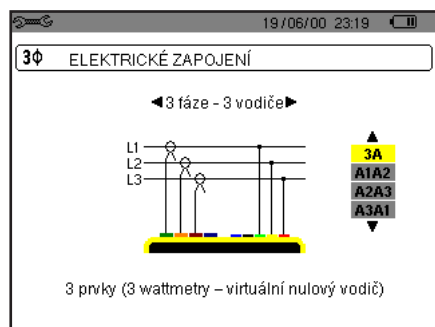 19/06/00 23:19
3ϕ ELEKTRICKÉ ZAPOJENÍ
◄3 fáze - 3 vodiče►
L1
L2
L3
3A
A1A2
A2A3
A3A1
3 prvky (3 wattmetry – virtuální nulový vodič)